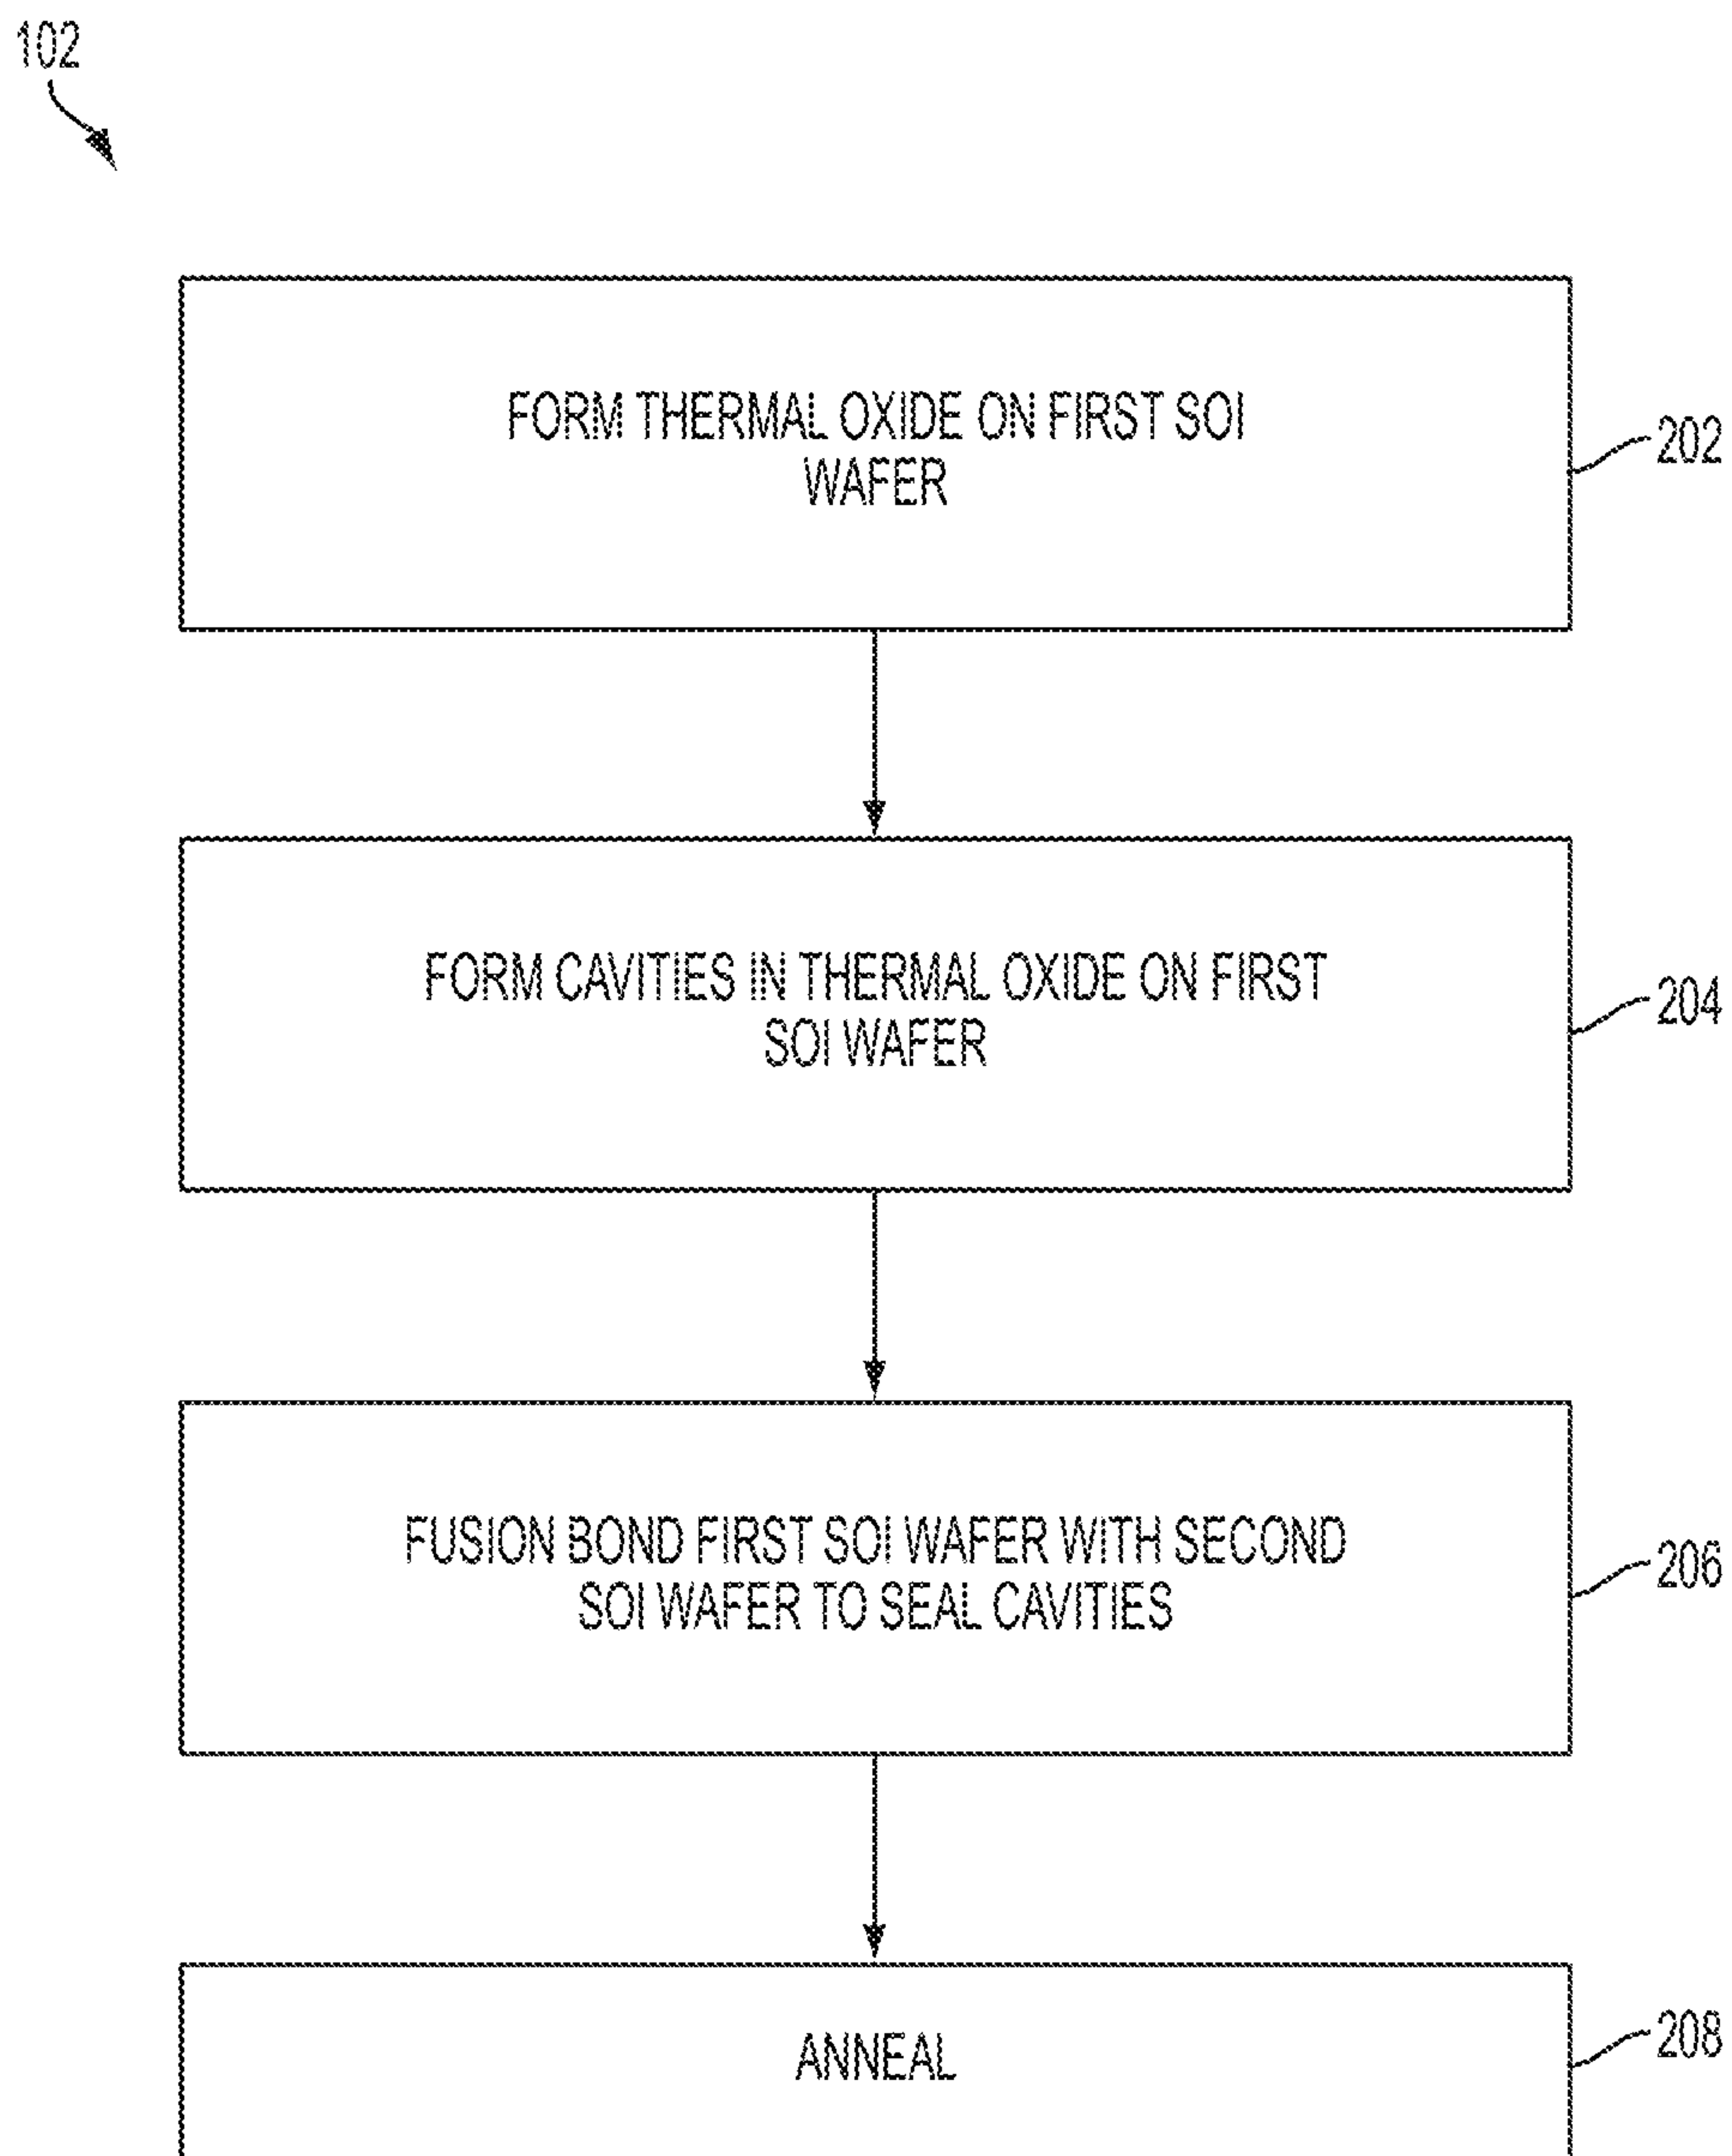 102
FORM THERMAL OXIDE ON FIRST SOI
WAFER
202
FORM CAVITIES IN THERMAL OXIDE ON FIRST
SOI WAFER
204
FUSION BOND FIRST SOI WAFER WITH SECOND
SOI WAFER TO SEAL CAVITIES
206
ANNEAL
208